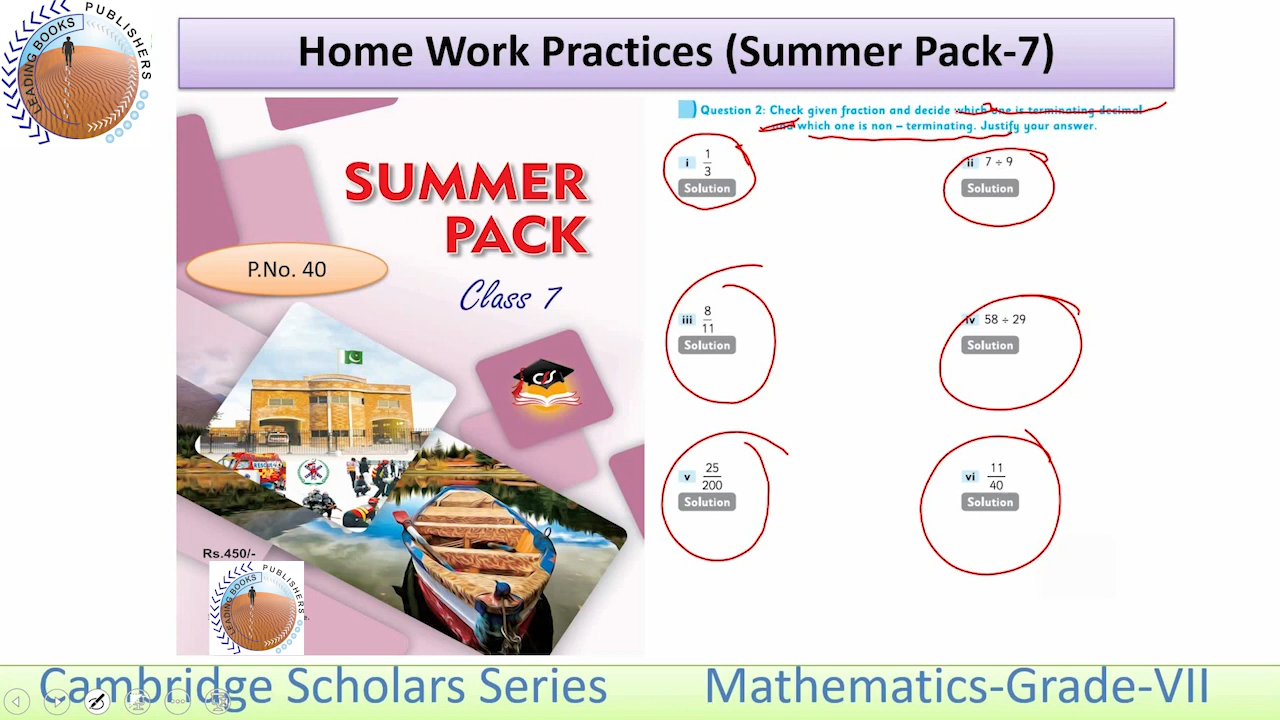 LEADING BOOKS PUBLISHERS
Home Work Practices (Summer Pack-7)
SUMMER
PACK
P.No. 40
Class 7
CSS
RESCUE
Rs.450/-
LEADING BOOKS PUBLISHERS
Question 2: Check given fraction and decide which one is terminating decimal
and which one is non – terminating. Justify your answer.
i 1/3
Solution
ii 7 ÷ 9
Solution
iii 8/11
Solution
iv 58 ÷ 29
Solution
v 25/200
Solution
vi 11/40
Solution
Cambridge Scholars Series
Mathematics-Grade-VII